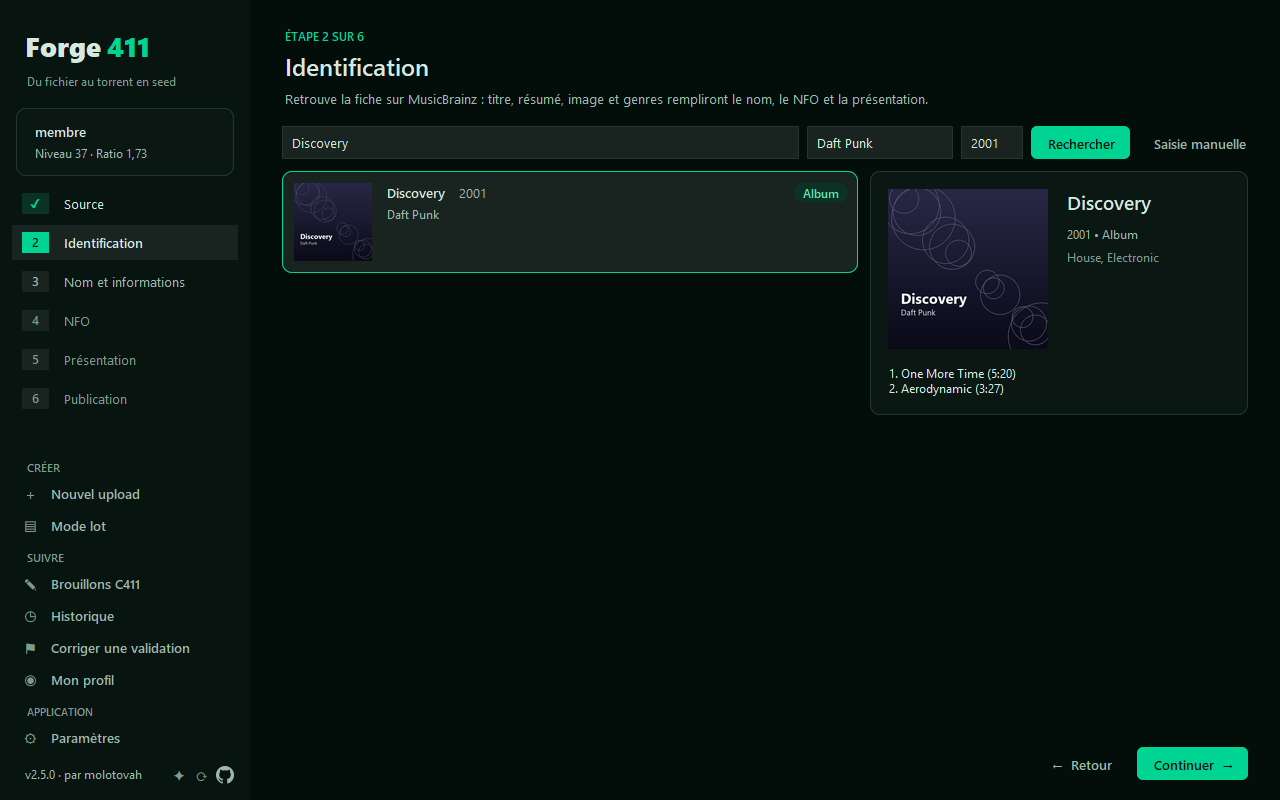 Forge 411
Du fichier au torrent en seed
membre
Niveau 37 · Ratio 1,73
✓ Source
2 Identification
3 Nom et informations
4 NFO
5 Présentation
6 Publication
CRÉER
+ Nouvel upload
Mode lot
SUIVRE
Brouillons C411
Historique
Corriger une validation
Mon profil
APPLICATION
Paramètres
v2.5.0 · par molotovah
ÉTAPE 2 SUR 6
Identification
Retrouve la fiche sur MusicBrainz : titre, résumé, image et genres rempliront le nom, le NFO et la présentation.
Discovery Daft Punk 2001 Rechercher Saisie manuelle
Discovery 2001 Album
Daft Punk
Discovery
Daft Punk
Discovery
2001 • Album
House, Electronic
Discovery
Daft Punk
1. One More Time (5:20)
2. Aerodynamic (3:27)
← Retour Continuer →